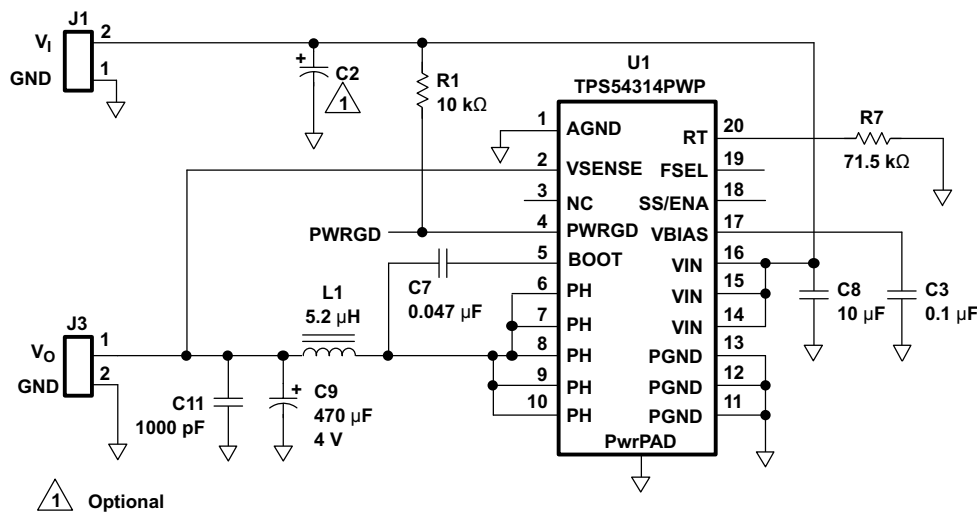 J1
V_I
2
GND
1
C2
1
R1
10 kΩ
U1
TPS54314PWP
1
AGND
2
VSENSE
3
NC
4
PWRGD
PWRGD
5
BOOT
6
PH
7
PH
8
PH
9
PH
10
PH
PwrPAD
RT
20
FSEL
19
SS/ENA
18
VBIAS
17
VIN
16
VIN
15
VIN
14
PGND
13
PGND
12
PGND
11
R7
71.5 kΩ
C8
10 µF
C3
0.1 µF
C7
0.047 µF
L1
5.2 µH
J3
V_O
1
GND
2
C11
1000 pF
C9
470 µF
4 V
1 Optional